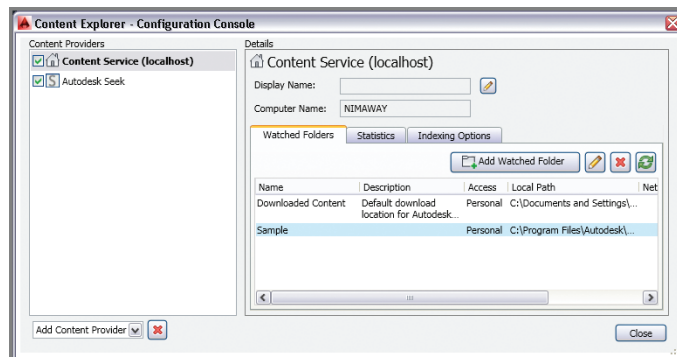 Content Explorer - Configuration Console
Content Providers
Content Service (localhost)
Autodesk Seek
Add Content Provider
Details
Content Service (localhost)
Display Name:
Computer Name: NIMAWAY
Watched Folders Statistics Indexing Options
Add Watched Folder
Name Description Access Local Path Net
Downloaded Content Default download Personal C:\Documents and Settings\...
location for Autodesk...
Sample Personal C:\Program Files\Autodesk\...
Close